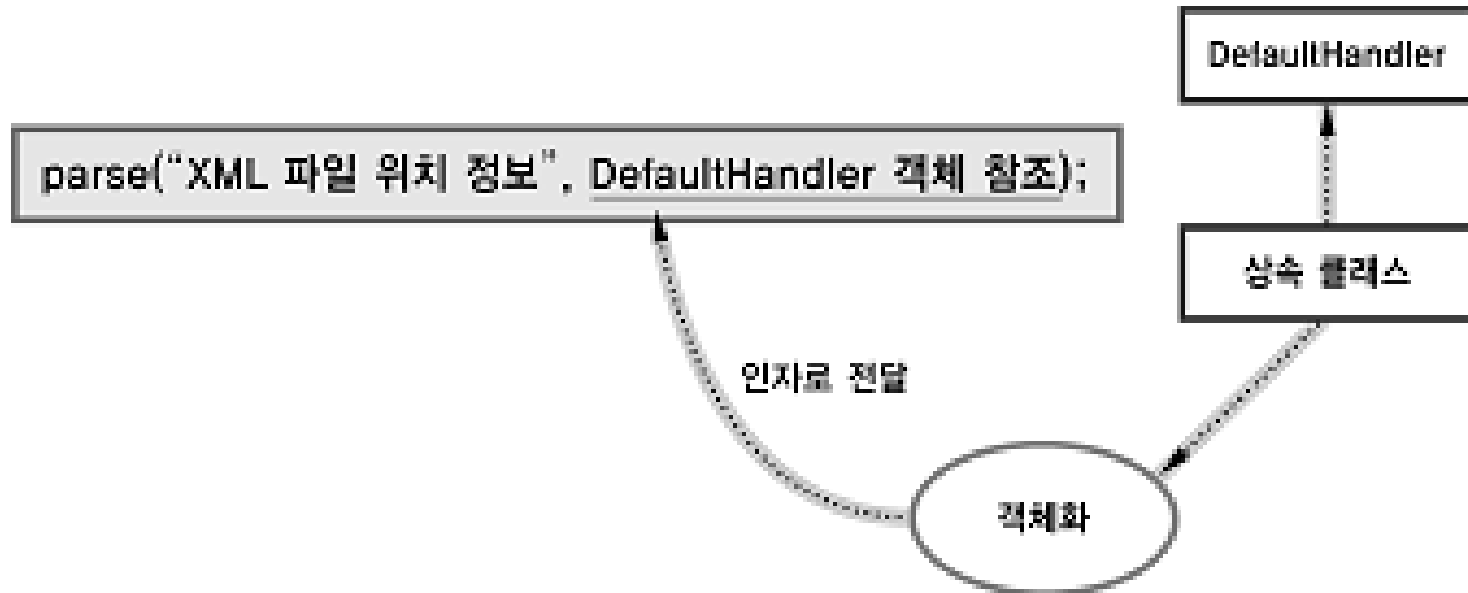 DefaultHandler
parse("XML 파일 위치 정보", DefaultHandler 객체 참조);
상속 클래스
인자로 전달
객체화